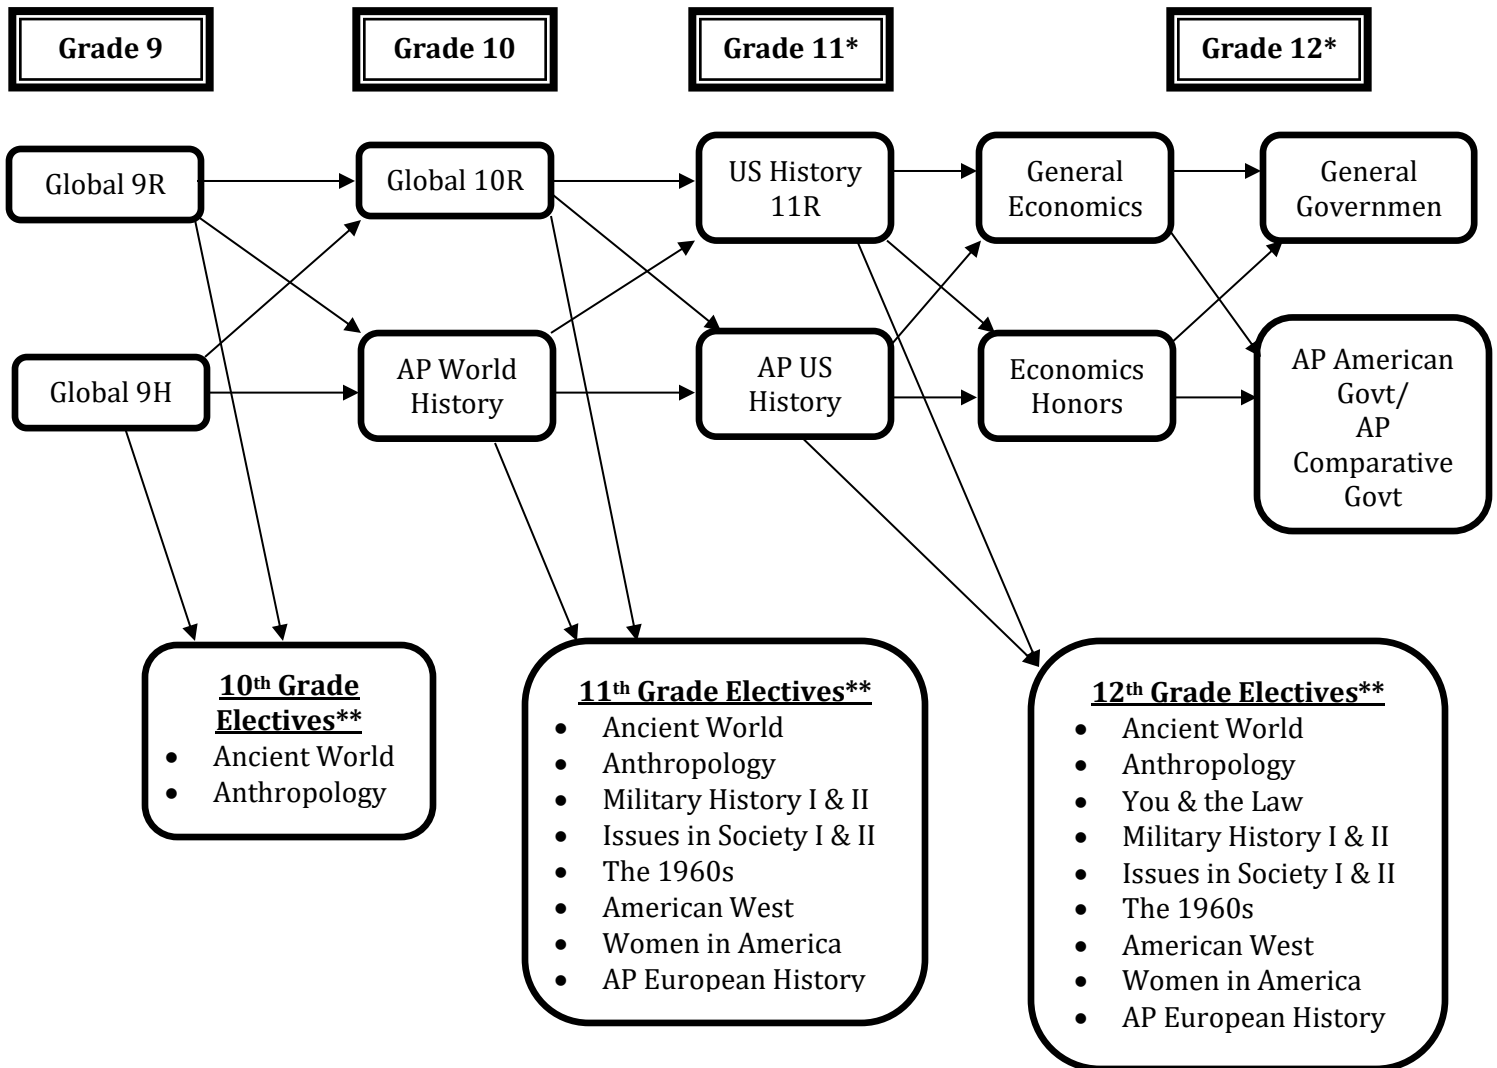 Grade 9
Grade 10
Grade 11*
Grade 12*
Global 9R
Global 10R
US History
11R
General
Economics
General
Governmen
Global 9H
AP World
History
AP US
History
Economics
Honors
AP American
Govt/
AP
Comparative
Govt
10th Grade
Electives**
• Ancient World
• Anthropology
11th Grade Electives**
• Ancient World
• Anthropology
• Military History I & II
• Issues in Society I & II
• The 1960s
• American West
• Women in America
• AP European History
12th Grade Electives**
• Ancient World
• Anthropology
• You & the Law
• Military History I & II
• Issues in Society I & II
• The 1960s
• American West
• Women in America
• AP European History